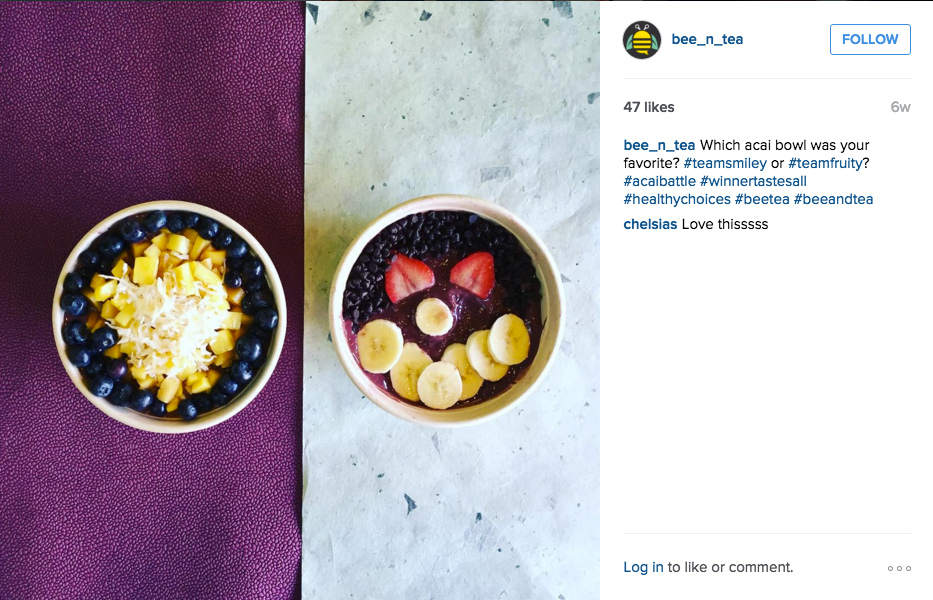 bee_n_tea
FOLLOW
47 likes
6w
bee_n_tea Which acai bowl was your
favorite? #teamsmiley or #teamfruity?
#acaibattle #winnertastesall
#healthychoices #beetea #beeandtea
chelsias Love thisssss
Log in to like or comment.